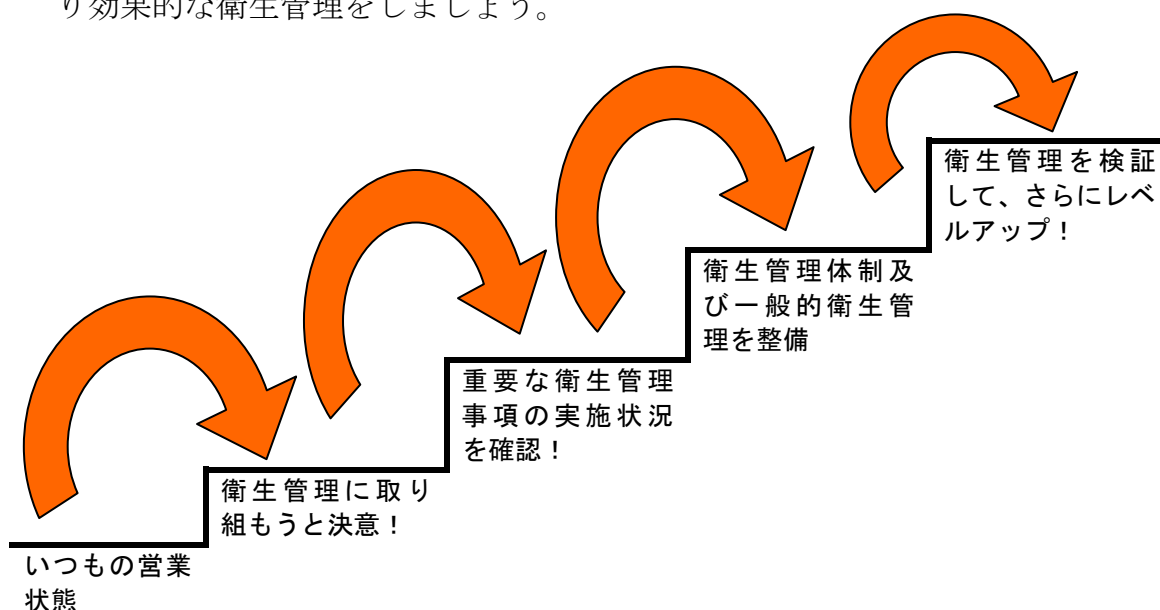 り効果的な衛生管理をしましょう。
衛生管理を検証
して、さらにレベ
ルアップ！
衛生管理体制及
び一般的衛生管
理を整備
重要な衛生管理
事項の実施状況
を確認！
衛生管理に取り
組もうと決意！
いつもの営業
状態